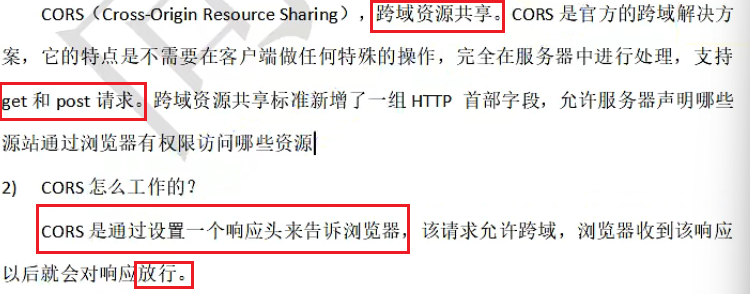 CORS（Cross-Origin Resource Sharing），跨域资源共享。CORS 是官方的跨域解决方
案，它的特点是不需要在客户端做任何特殊的操作，完全在服务器中进行处理，支持
get 和 post 请求。跨域资源共享标准新增了一组 HTTP 首部字段，允许服务器声明哪些
源站通过浏览器有权限访问哪些资源
2) CORS 怎么工作的？
CORS 是通过设置一个响应头来告诉浏览器，该请求允许跨域，浏览器收到该响应
以后就会对响应放行。